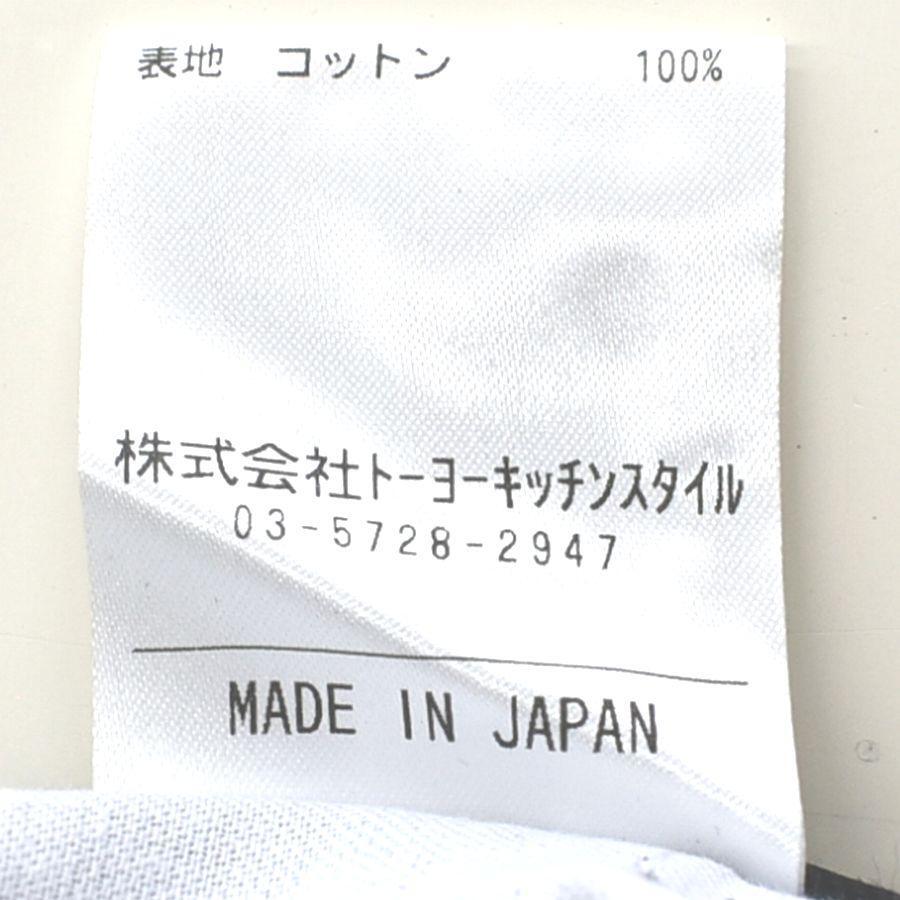 表地 コットン 100%
株式会社トーヨーキッチンスタイル
03-5728-2947
MADE IN JAPAN